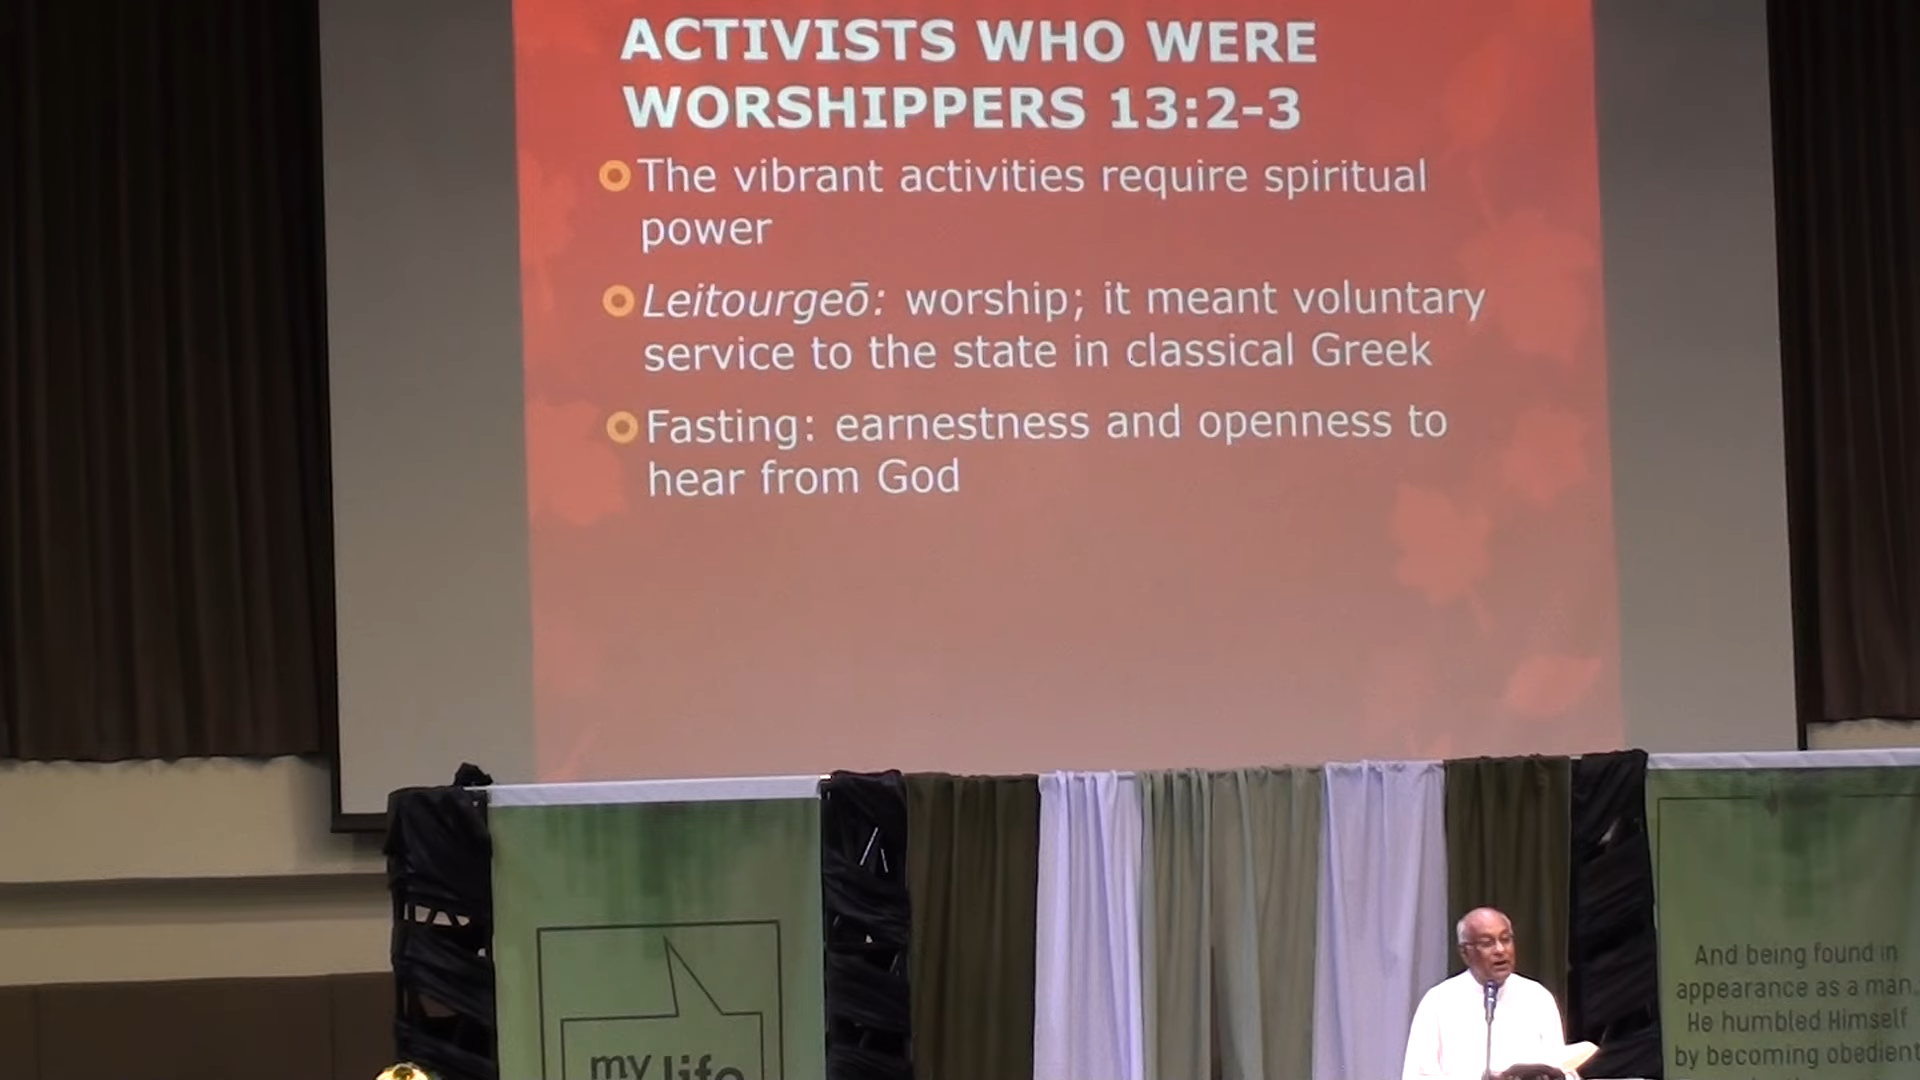 ACTIVISTS WHO WERE
WORSHIPPERS 13:2-3
The vibrant activities require spiritual
power
Leitourgeō: worship; it meant voluntary
service to the state in classical Greek
Fasting: earnestness and openness to
hear from God
my life
And being found in
appearance as a man,
He humbled Himself
by becoming obedient